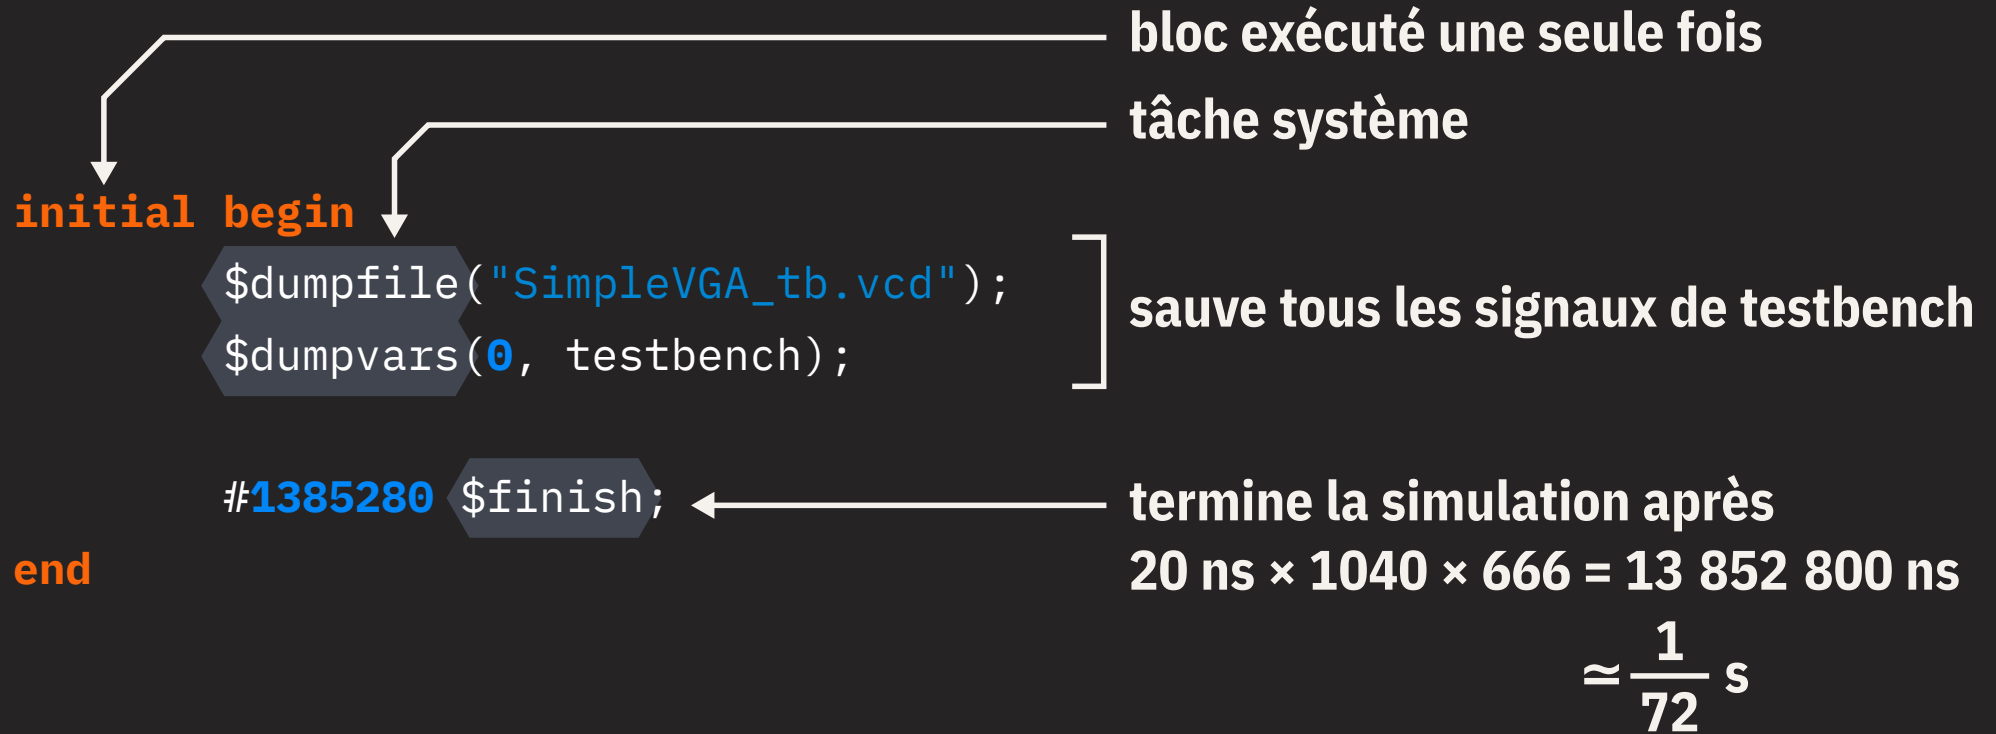 bloc exécuté une seule fois
tâche système
initial begin
$dumpfile("SimpleVGA_tb.vcd");
$dumpvars(0, testbench);
sauve tous les signaux de testbench
#1385280 $finish;
termine la simulation après
end
20 ns × 1040 × 666 = 13 852 800 ns
≃ 1/72 s